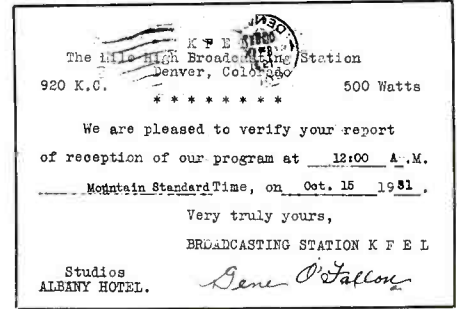 K F E L
The Mile High Broadcasting Station
Denver, Colorado
920 K.C. 500 Watts
* * * * * * * *
We are pleased to verify your report
of reception of our program at 12:00 A.M.
Mountain Standard Time, on Oct. 15 1931.
Very truly yours,
BROADCASTING STATION K F E L
Studios
ALBANY HOTEL.
Gene O'Fallon